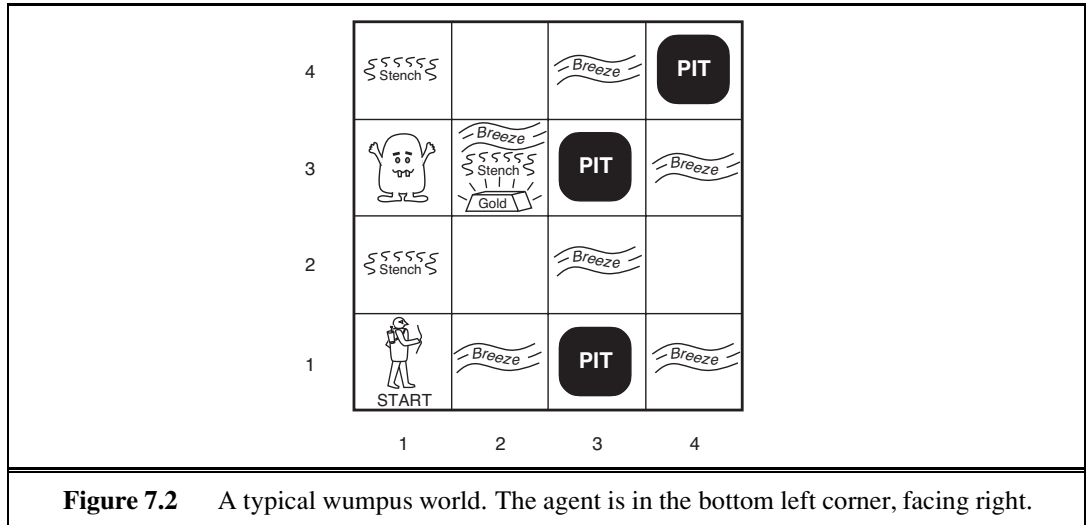 4 Stench Breeze PIT
Breeze
3 Stench PIT Breeze
Gold
2 Stench Breeze
1 Breeze PIT Breeze
START
1 2 3 4
Figure 7.2 A typical wumpus world. The agent is in the bottom left corner, facing right.